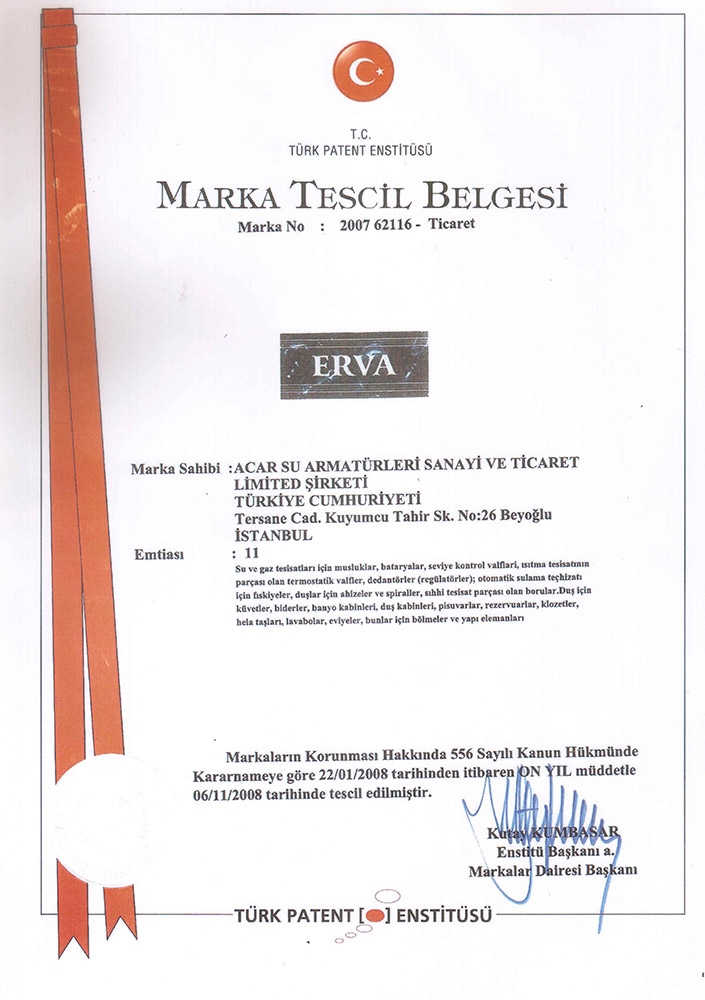 T.C.
TÜRK PATENT ENSTİTÜSÜ
MARKA TESCİL BELGESİ
Marka No : 2007 62116 - Ticaret
ERVA
Marka Sahibi :ACAR SU ARMATÜRLERİ SANAYİ VE TİCARET
LİMİTED ŞİRKETİ
TÜRKİYE CUMHURİYETİ
Tersane Cad. Kuyumcu Tahir Sk. No:26 Beyoğlu
İSTANBUL
Emtiası : 11
Su ve gaz tesisatları için musluklar, bataryalar, seviye kontrol valflari, ısıtma tesisatının
parçası olan termostatik valfler, dedantörler (regülatörler); otomatik sulama teçhizatı
için fıskiyeler, duşlar için ahizeler ve spiraller, sıhhi tesisat parçası olan borular.Duş için
küvetler, biderler, banyo kabinleri, duş kabinleri, pisuvarlar, rezervuarlar, klozetler,
hela taşları, lavabolar, eviyeler, bunlar için bölmeler ve yapı elemanları
Markaların Korunması Hakkında 556 Sayılı Kanun Hükmünde
Kararnameye göre 22/01/2008 tarihinden itibaren ON YIL müddetle
06/11/2008 tarihinde tescil edilmiştir.
Kutay KUMBASAR
Enstitü Başkanı a.
Markalar Dairesi Başkanı
TÜRK PATENT [ ] ENSTİTÜSÜ